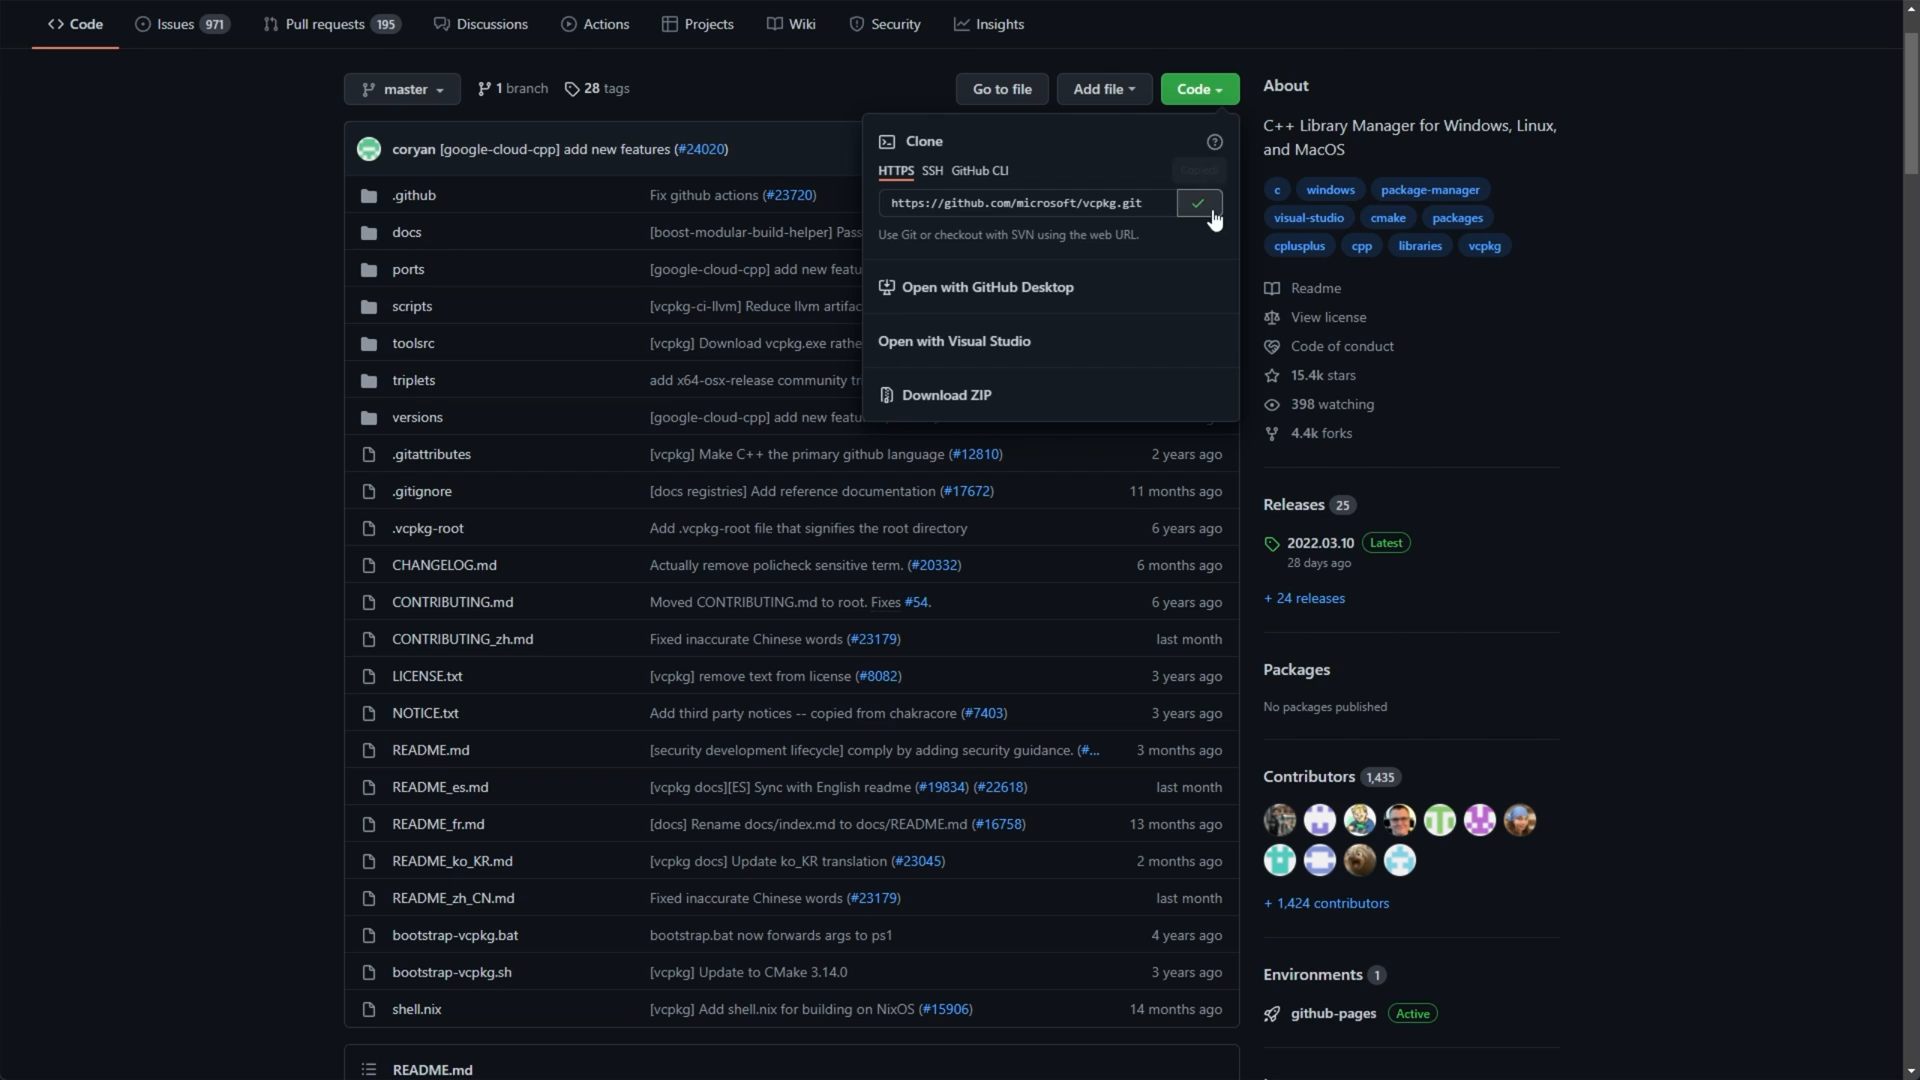 Code Issues 971 Pull requests 195 Discussions Actions Projects Wiki Security Insights
master 1 branch 28 tags Go to file Add file Code
coryan [google-cloud-cpp] add new features (#24020)
.github Fix github actions (#23720)
docs [boost-modular-build-helper] Pass
ports [google-cloud-cpp] add new featu
scripts [vcpkg-ci-llvm] Reduce llvm artifac
toolsrc [vcpkg] Download vcpkg.exe rathe
triplets add x64-osx-release community tr
versions [google-cloud-cpp] add new featu
.gitattributes [vcpkg] Make C++ the primary github language (#12810) 2 years ago
.gitignore [docs registries] Add reference documentation (#17672) 11 months ago
.vcpkg-root Add .vcpkg-root file that signifies the root directory 6 years ago
CHANGELOG.md Actually remove policheck sensitive term. (#20332) 6 months ago
CONTRIBUTING.md Moved CONTRIBUTING.md to root. Fixes #54. 6 years ago
CONTRIBUTING_zh.md Fixed inaccurate Chinese words (#23179) last month
LICENSE.txt [vcpkg] remove text from license (#8082) 3 years ago
NOTICE.txt Add third party notices -- copied from chakracore (#7403) 3 years ago
README.md [security development lifecycle] comply by adding security guidance. (#... 3 months ago
README_es.md [vcpkg docs][ES] Sync with English readme (#19834) (#22618) last month
README_fr.md [docs] Rename docs/index.md to docs/README.md (#16758) 13 months ago
README_ko_KR.md [vcpkg docs] Update ko_KR translation (#23045) 2 months ago
README_zh_CN.md Fixed inaccurate Chinese words (#23179) last month
bootstrap-vcpkg.bat bootstrap.bat now forwards args to ps1 4 years ago
bootstrap-vcpkg.sh [vcpkg] Update to CMake 3.14.0 3 years ago
shell.nix [vcpkg] Add shell.nix for building on NixOS (#15906) 14 months ago
README.md
Clone
HTTPS SSH GitHub CLI
Copied!
https://github.com/microsoft/vcpkg.git
Use Git or checkout with SVN using the web URL.
Open with GitHub Desktop
Open with Visual Studio
Download ZIP
About
C++ Library Manager for Windows, Linux,
and MacOS
c windows package-manager
visual-studio cmake packages
cplusplus cpp libraries vcpkg
Readme
View license
Code of conduct
15.4k stars
398 watching
4.4k forks
Releases 25
2022.03.10 Latest
28 days ago
+ 24 releases
Packages
No packages published
Contributors 1,435
+ 1,424 contributors
Environments 1
github-pages Active